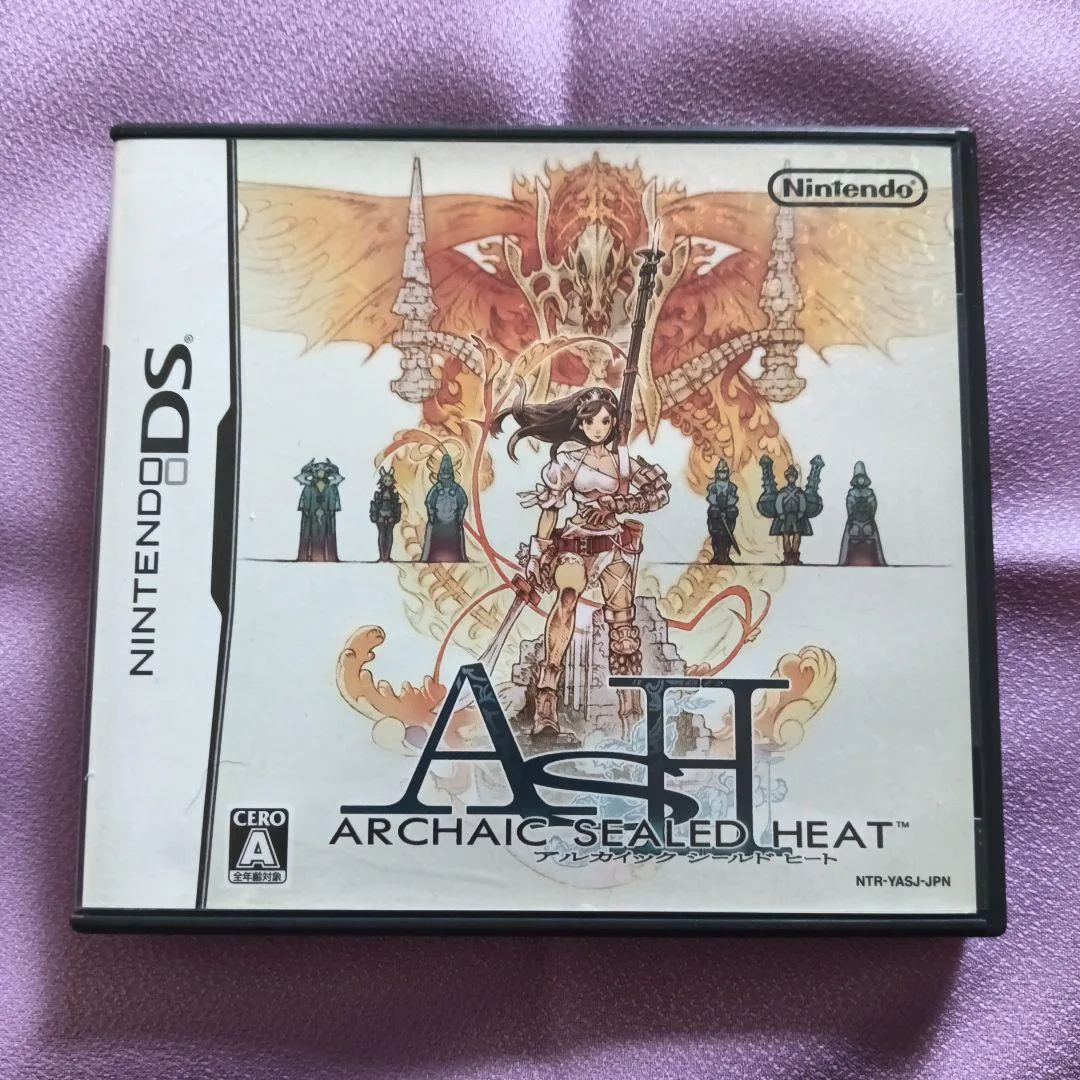 Nintendo®
NINTENDO DS®
ASH
ARCHAIC SEALED HEAT™
アルカイック シールド ヒート
CERO
A
全年齢対象
NTR-YASJ-JPN